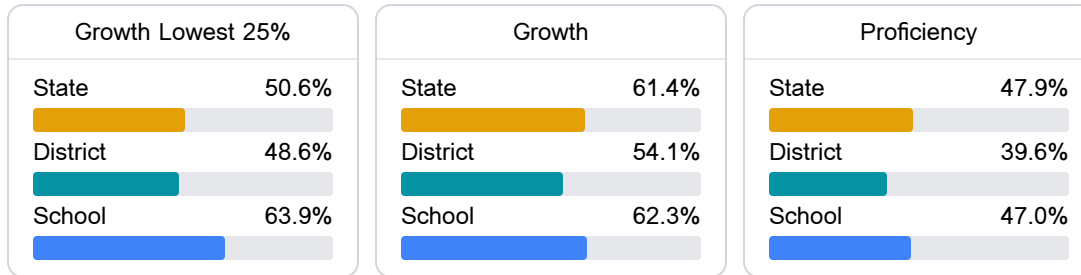 Growth Lowest 25%
State 50.6%
District 48.6%
School 63.9%
Growth
State 61.4%
District 54.1%
School 62.3%
Proficiency
State 47.9%
District 39.6%
School 47.0%